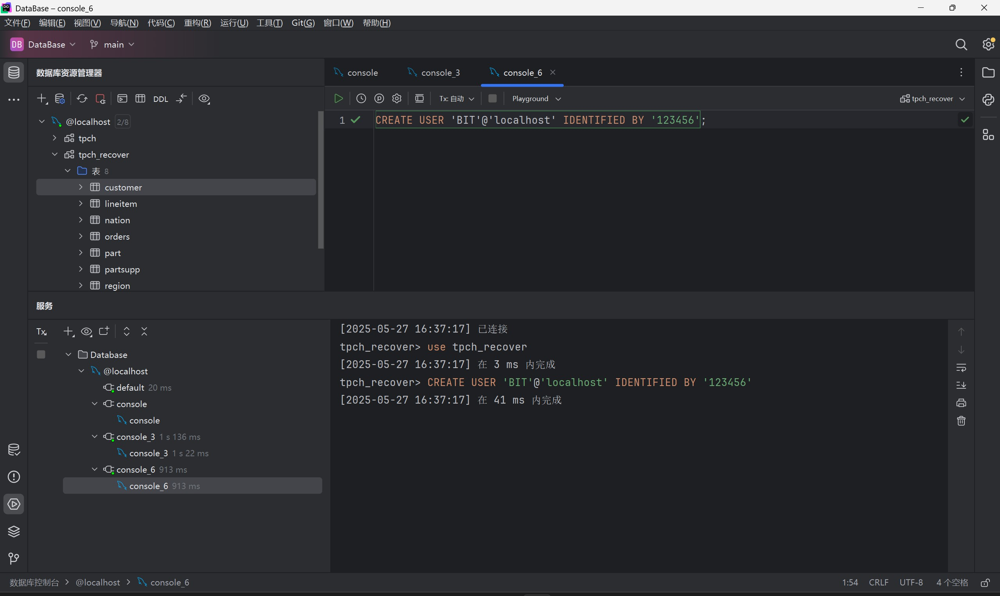 DataBase – console_6
文件(F) 编辑(E) 视图(V) 导航(N) 代码(C) 重构(R) 运行(U) 工具(T) Git(G) 窗口(W) 帮助(H)
DB DataBase main
数据库资源管理器
console console_3 console_6
DDL
Tx: 自动 Playground tpch_recover
@localhost 2/8
tpch
tpch_recover
表 8
customer
lineitem
nation
orders
part
partsupp
region
1 CREATE USER 'BIT'@'localhost' IDENTIFIED BY '123456';
服务
Tx
Database
@localhost
default 20 ms
console
console
console_3 1 s 136 ms
console_3 1 s 22 ms
console_6 913 ms
console_6 913 ms
[2025-05-27 16:37:17] 已连接
tpch_recover> use tpch_recover
[2025-05-27 16:37:17] 在 3 ms 内完成
tpch_recover> CREATE USER 'BIT'@'localhost' IDENTIFIED BY '123456'
[2025-05-27 16:37:17] 在 41 ms 内完成
数据库控制台 @localhost console_6
1:54 CRLF UTF-8 4 个空格